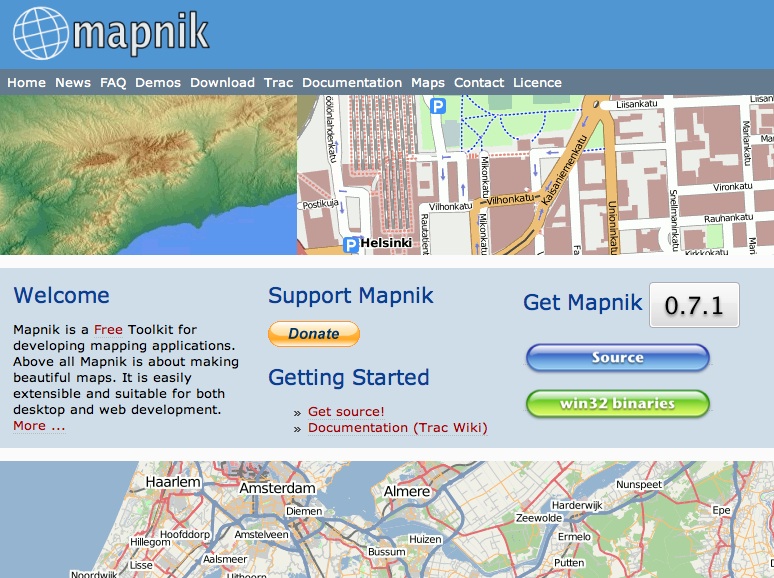 mapnik
Home News FAQ Demos Download Trac Documentation Maps Contact Licence
P
Liisankatu
Mikonkatu
Kaisaniemenkatu
Mariankatu
Postikuja
Vilhonkatu
Vilhonkatu
Vironkatu
Snellmaninkatu
Unioninkatu
Rauhankatu
Mikonkatu
P Helsinki
Kirkkokatu
Welcome
Mapnik is a Free Toolkit for
developing mapping applications.
Above all Mapnik is about making
beautiful maps. It is easily
extensible and suitable for both
desktop and web development.
More ...
Support Mapnik
Donate
Getting Started
» Get source!
» Documentation (Trac Wiki)
Get Mapnik 0.7.1
Source
win32 binaries
Haarlem
Amsterdam
Almere
Nunspeet
Diemen
Harderwijk
Epe
Zeewolde
Hoofddorp
Amstelveen
Hillegom
Huizen
Ermelo
Bussum
Aalsmeer
Lisse
Putten
Noordwijk